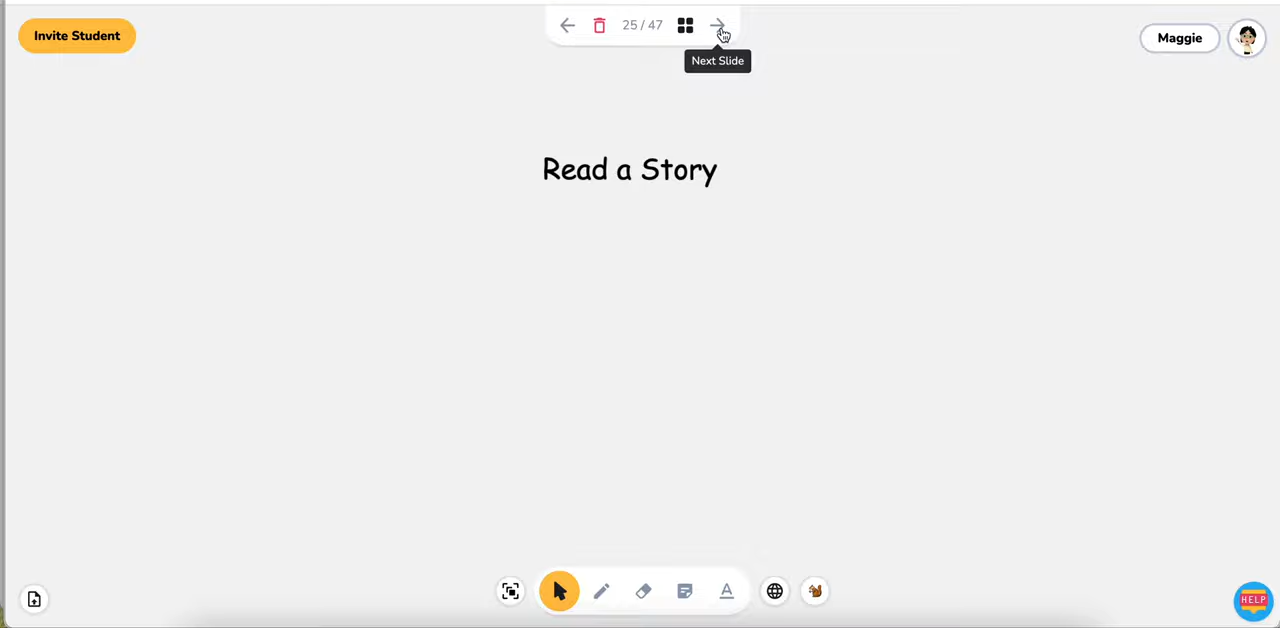 Invite Student
25 / 47
Next Slide
Maggie
Read a Story
A
HELP